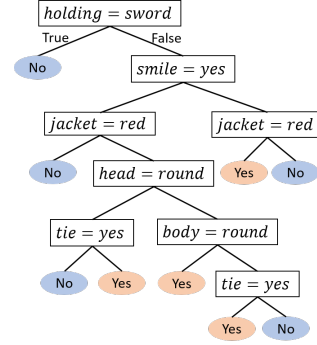 holding = sword
True False
No
smile = yes
jacket = red
jacket = red
No
head = round
Yes
No
tie = yes
body = round
No
Yes
Yes
tie = yes
Yes
No